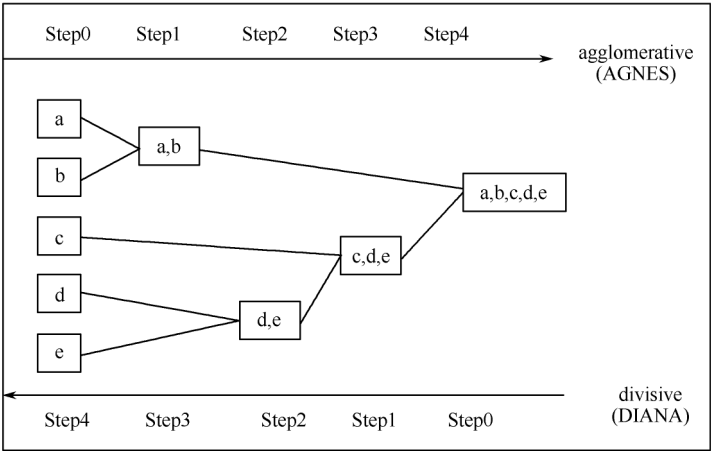 Step0 Step1 Step2 Step3 Step4
agglomerative
(AGNES)
a
a,b
b
a,b,c,d,e
c
c,d,e
d
d,e
e
divisive
(DIANA)
Step4 Step3 Step2 Step1 Step0